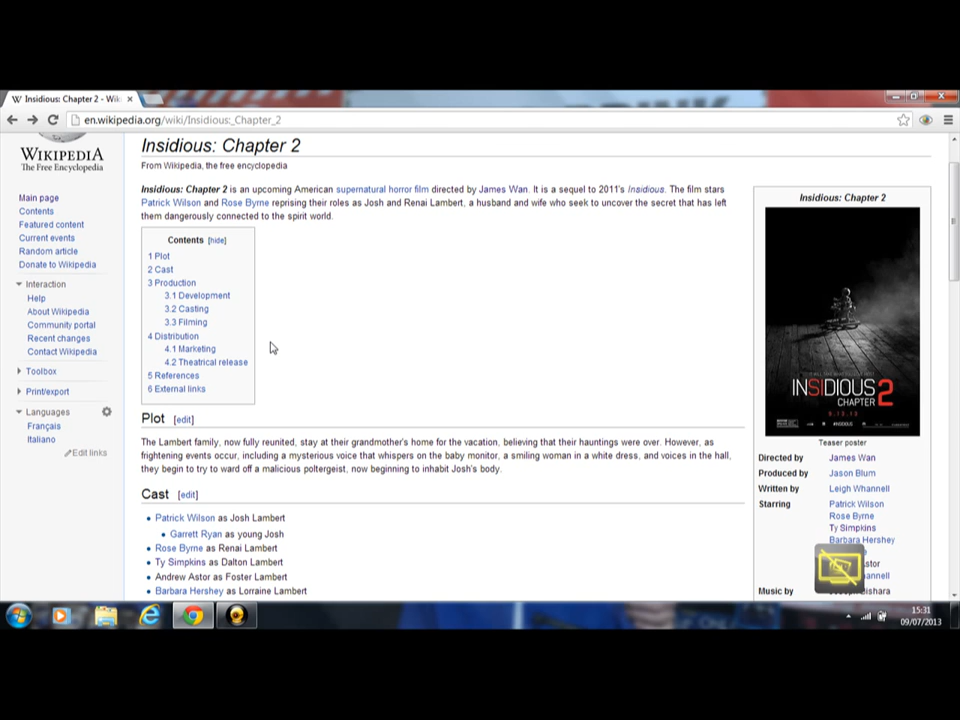 Insidious: Chapter 2 - Wik
en.wikipedia.org/wiki/Insidious:_Chapter_2
WIKIPEDIA
The Free Encyclopedia
Main page
Contents
Featured content
Current events
Random article
Donate to Wikipedia
Interaction
Help
About Wikipedia
Community portal
Recent changes
Contact Wikipedia
Toolbox
Print/export
Languages
Français
Italiano
Edit links
Insidious: Chapter 2
From Wikipedia, the free encyclopedia
Insidious: Chapter 2 is an upcoming American supernatural horror film directed by James Wan. It is a sequel to 2011's Insidious. The film stars
Patrick Wilson and Rose Byrne reprising their roles as Josh and Renai Lambert, a husband and wife who seek to uncover the secret that has left
them dangerously connected to the spirit world.
Contents [hide]
1 Plot
2 Cast
3 Production
3.1 Development
3.2 Casting
3.3 Filming
4 Distribution
4.1 Marketing
4.2 Theatrical release
5 References
6 External links
Plot [edit]
The Lambert family, now fully reunited, stay at their grandmother's home for the vacation, believing that their hauntings were over. However, as
frightening events occur, including a mysterious voice that whispers on the baby monitor, a smiling woman in a white dress, and voices in the hall,
they begin to try to ward off a malicious poltergeist, now beginning to inhabit Josh's body.
Cast [edit]
Patrick Wilson as Josh Lambert
Garrett Ryan as young Josh
Rose Byrne as Renai Lambert
Ty Simpkins as Dalton Lambert
Andrew Astor as Foster Lambert
Barbara Hershey as Lorraine Lambert
Insidious: Chapter 2
INSIDIOUS
CHAPTER 2
9.13.13
Teaser poster
Directed by James Wan
Produced by Jason Blum
Written by Leigh Whannell
Starring Patrick Wilson
Rose Byrne
Ty Simpkins
Barbara Hershey
stor
annell
Music by Bishara
15:31
09/07/2013